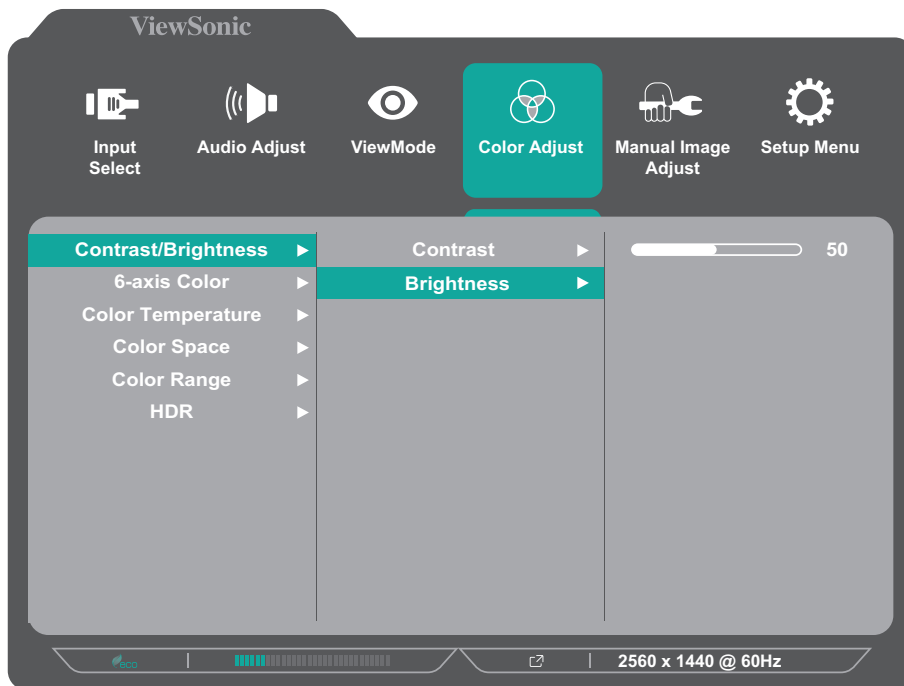 ViewSonic
Input
Select
Audio Adjust
ViewMode
Color Adjust
Manual Image
Adjust
Setup Menu
Contrast/Brightness
6-axis Color
Color Temperature
Color Space
Color Range
HDR
Contrast
Brightness
50
eco
2560 x 1440 @ 60Hz